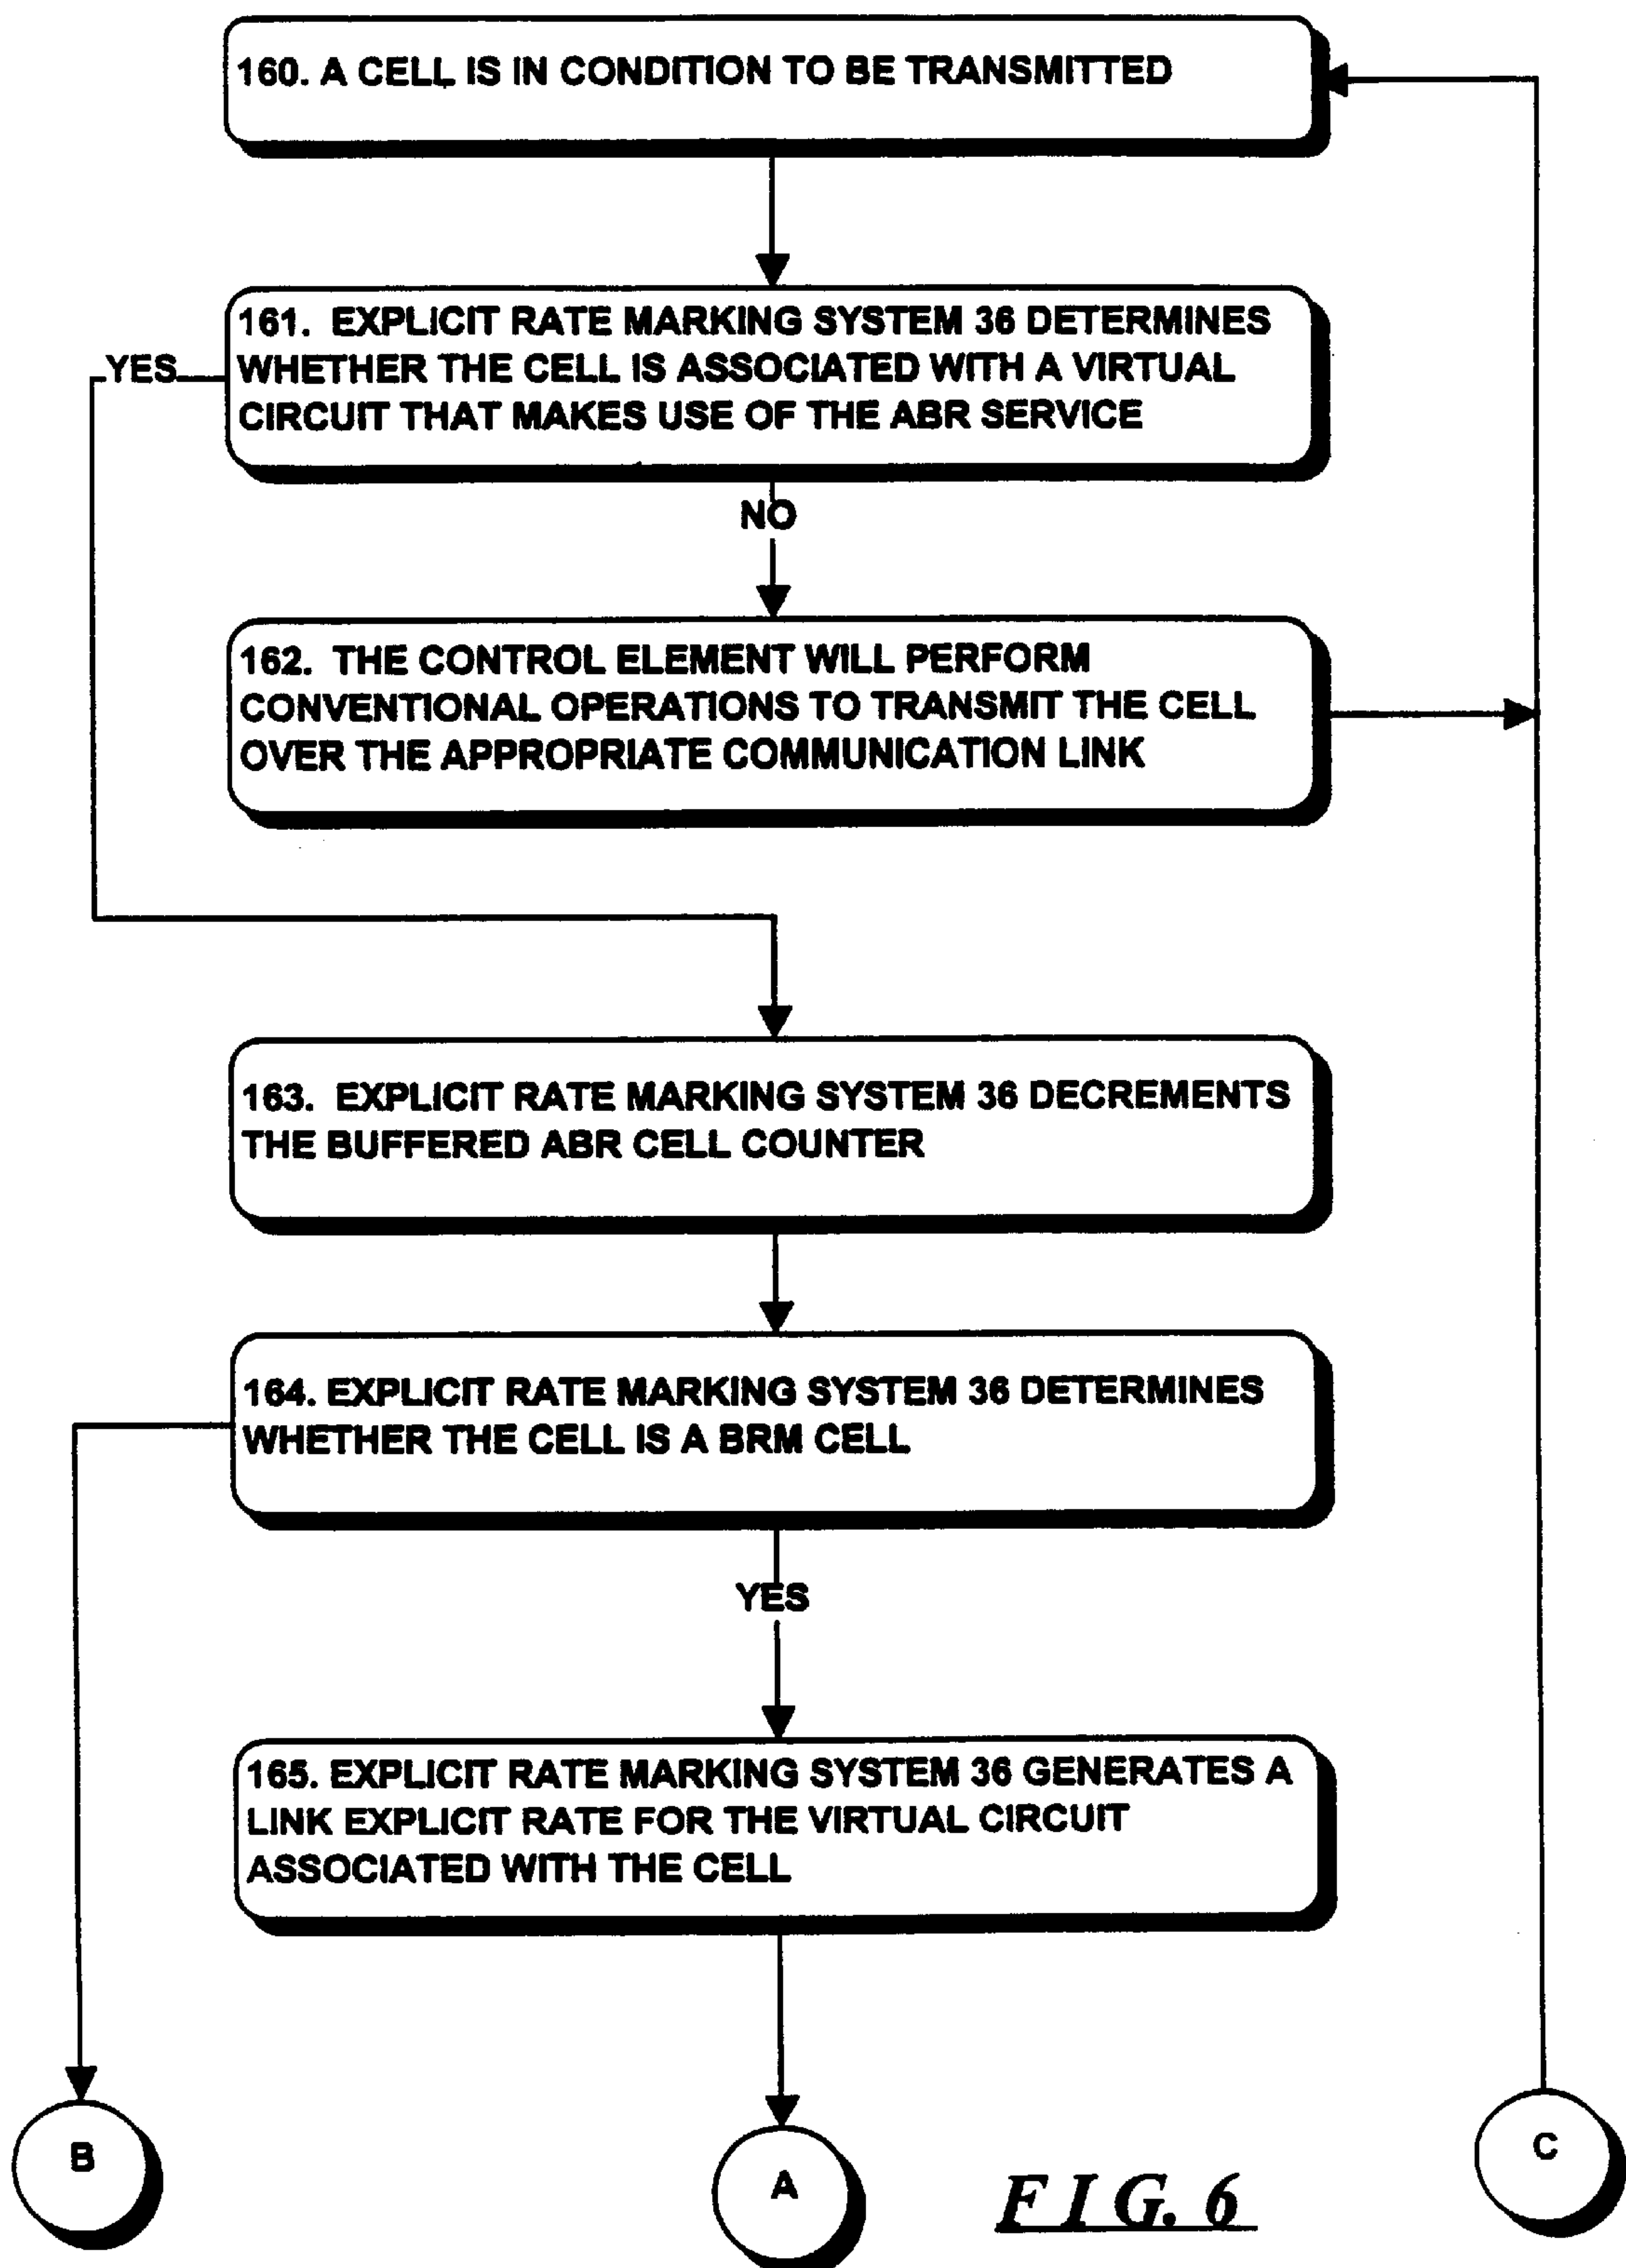 160. A CELL IS IN CONDITION TO BE TRANSMITTED
161. EXPLICIT RATE MARKING SYSTEM 36 DETERMINES
WHETHER THE CELL IS ASSOCIATED WITH A VIRTUAL
CIRCUIT THAT MAKES USE OF THE ABR SERVICE
YES
NO
162. THE CONTROL ELEMENT WILL PERFORM
CONVENTIONAL OPERATIONS TO TRANSMIT THE CELL
OVER THE APPROPRIATE COMMUNICATION LINK
163. EXPLICIT RATE MARKING SYSTEM 36 DECREMENTS
THE BUFFERED ABR CELL COUNTER
164. EXPLICIT RATE MARKING SYSTEM 36 DETERMINES
WHETHER THE CELL IS A BRM CELL
YES
165. EXPLICIT RATE MARKING SYSTEM 36 GENERATES A
LINK EXPLICIT RATE FOR THE VIRTUAL CIRCUIT
ASSOCIATED WITH THE CELL
B
A
C
FIG. 6